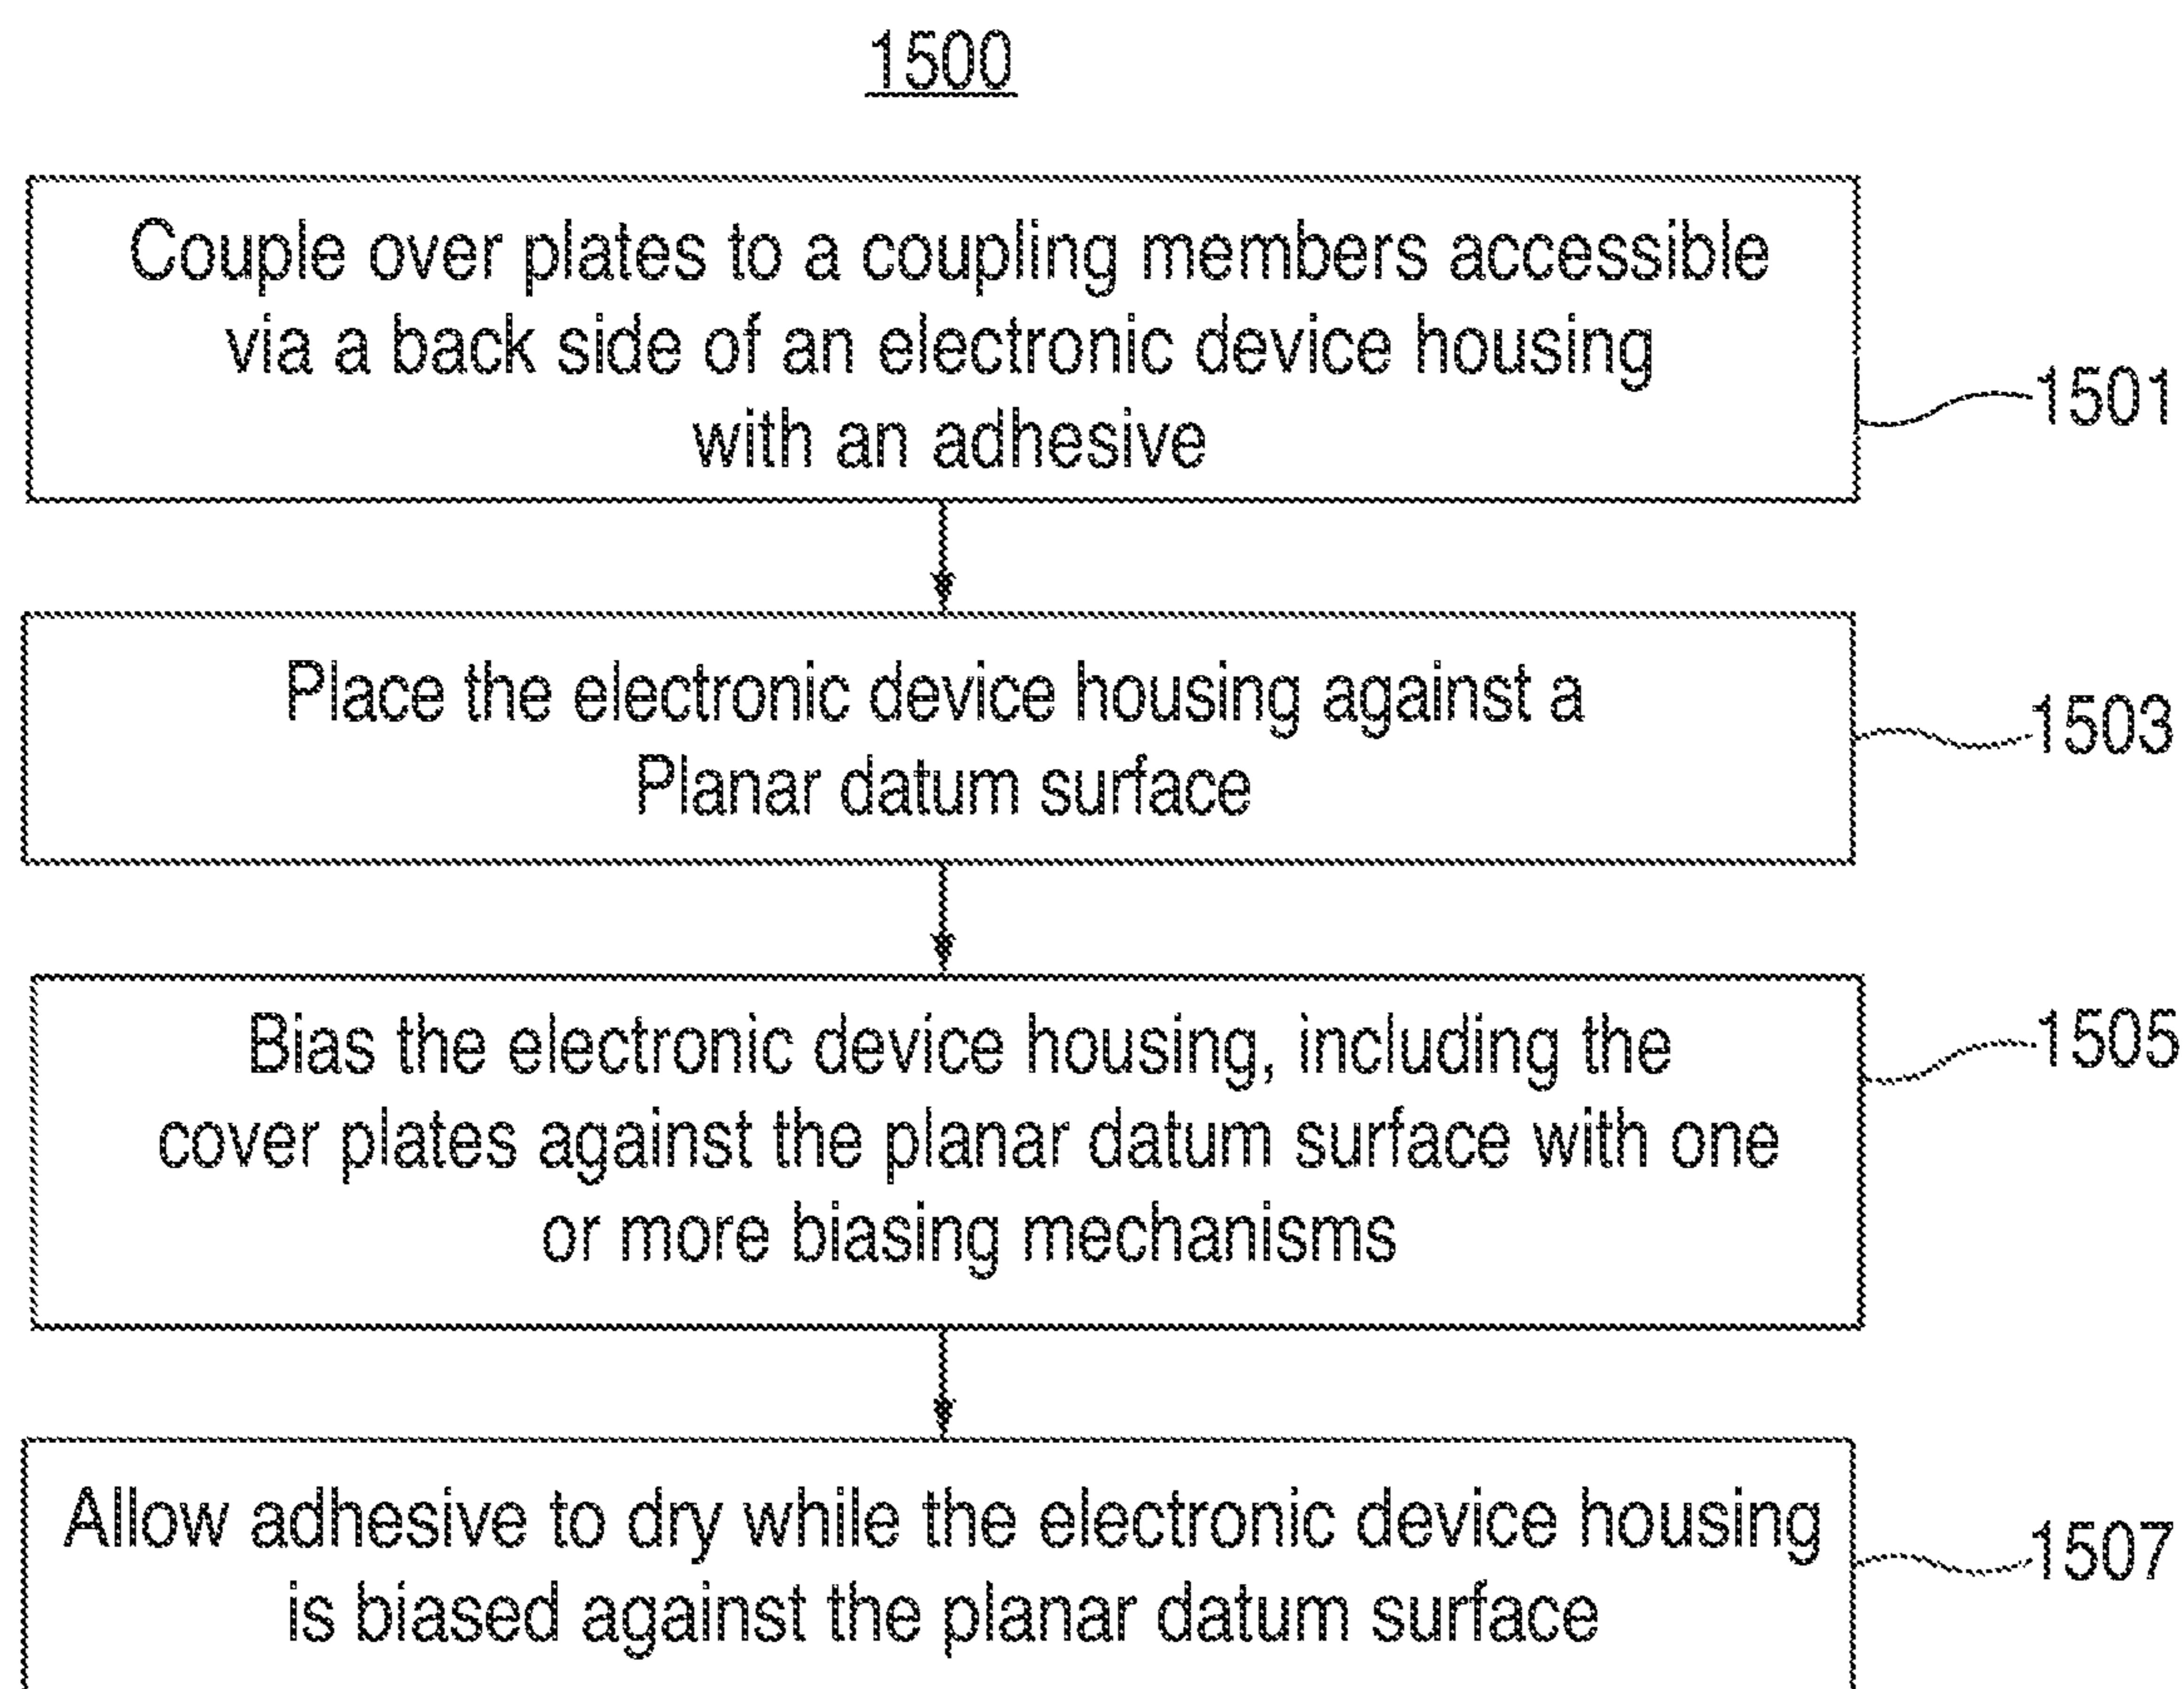 1500
Couple over plates to a coupling members accessible
via a back side of an electronic device housing
with an adhesive
1501
Place the electronic device housing against a
Planar datum surface
1503
Bias the electronic device housing, including the
cover plates against the planar datum surface with one
or more biasing mechanisms
1505
Allow adhesive to dry while the electronic device housing
is biased against the planar datum surface
1507